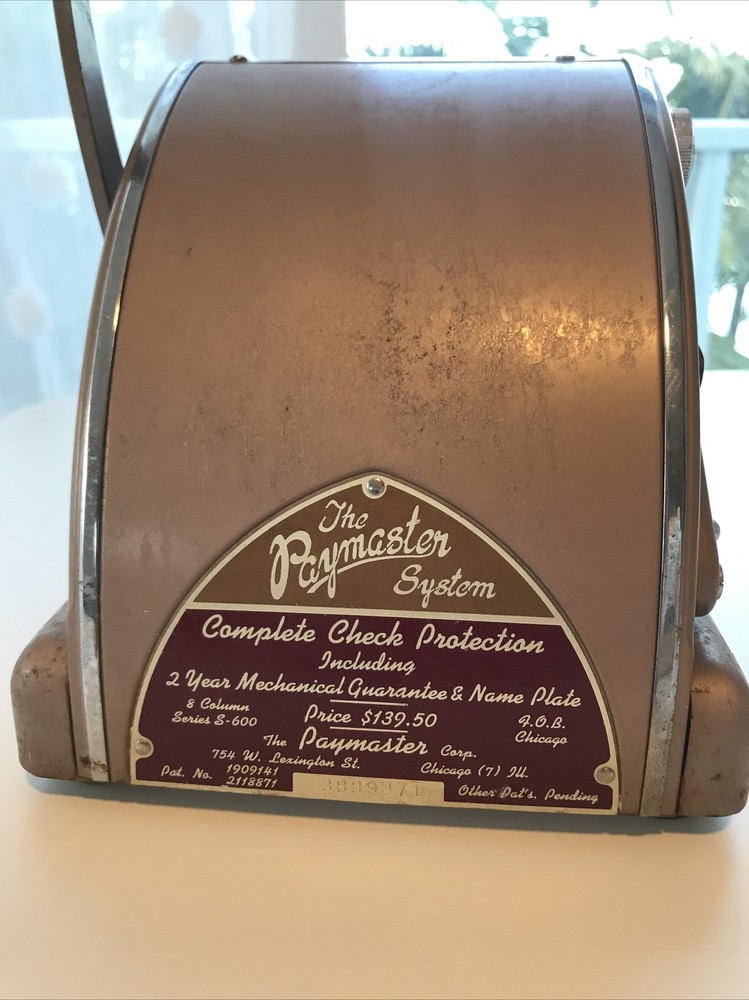 The
Paymaster
System
Complete Check Protection
Including
2 Year Mechanical Guarantee & Name Plate
8 Column
Series S-600
Price $139.50
F.O.B.
Chicago
The Paymaster Corp.
754 W. Lexington St. Chicago (7) Ill.
Pat. No. 1909141
2118871
Other Pat's. Pending